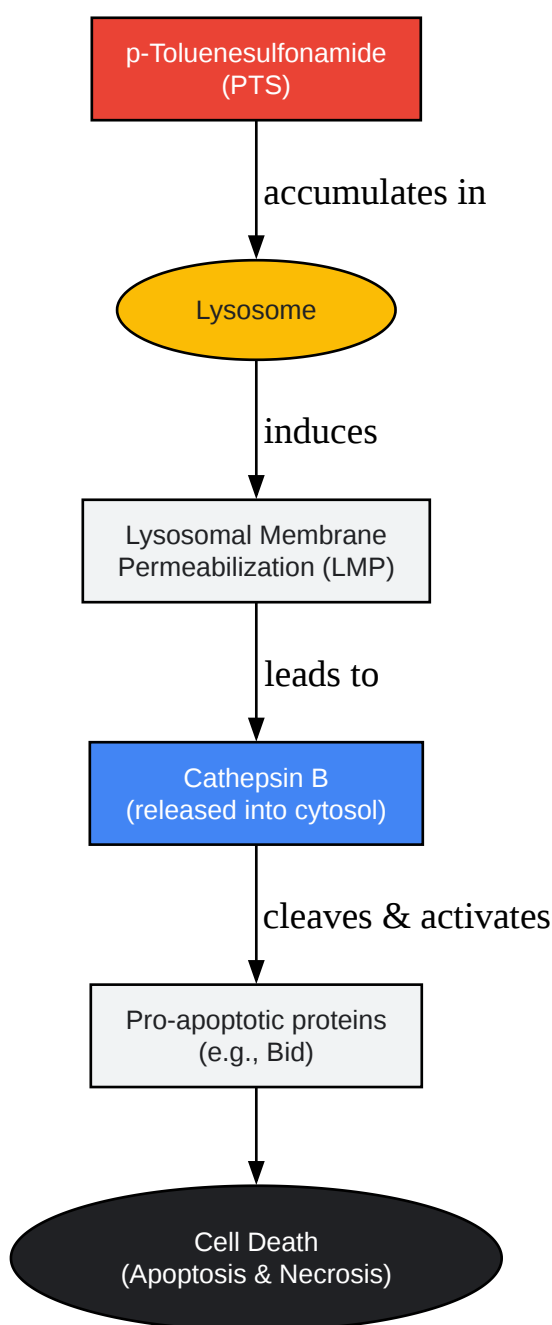 p-Toluenesulfonamide
(PTS)
accumulates in
Lysosome
induces
Lysosomal Membrane
Permeabilization (LMP)
leads to
Cathepsin B
(released into cytosol)
cleaves & activates
Pro-apoptotic proteins
(e.g., Bid)
Cell Death
(Apoptosis & Necrosis)